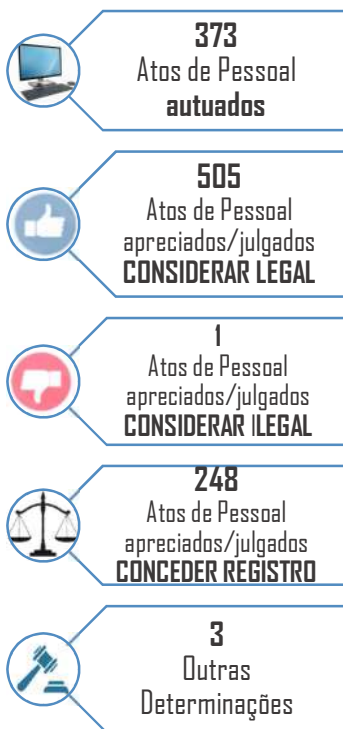 373
Atos de Pessoal
autuados
505
Atos de Pessoal
apreciados/julgados
CONSIDERAR LEGAL
1
Atos de Pessoal
apreciados/julgados
CONSIDERAR ILEGAL
248
Atos de Pessoal
apreciados/julgados
CONCEDER REGISTRO
3
Outras
Determinações